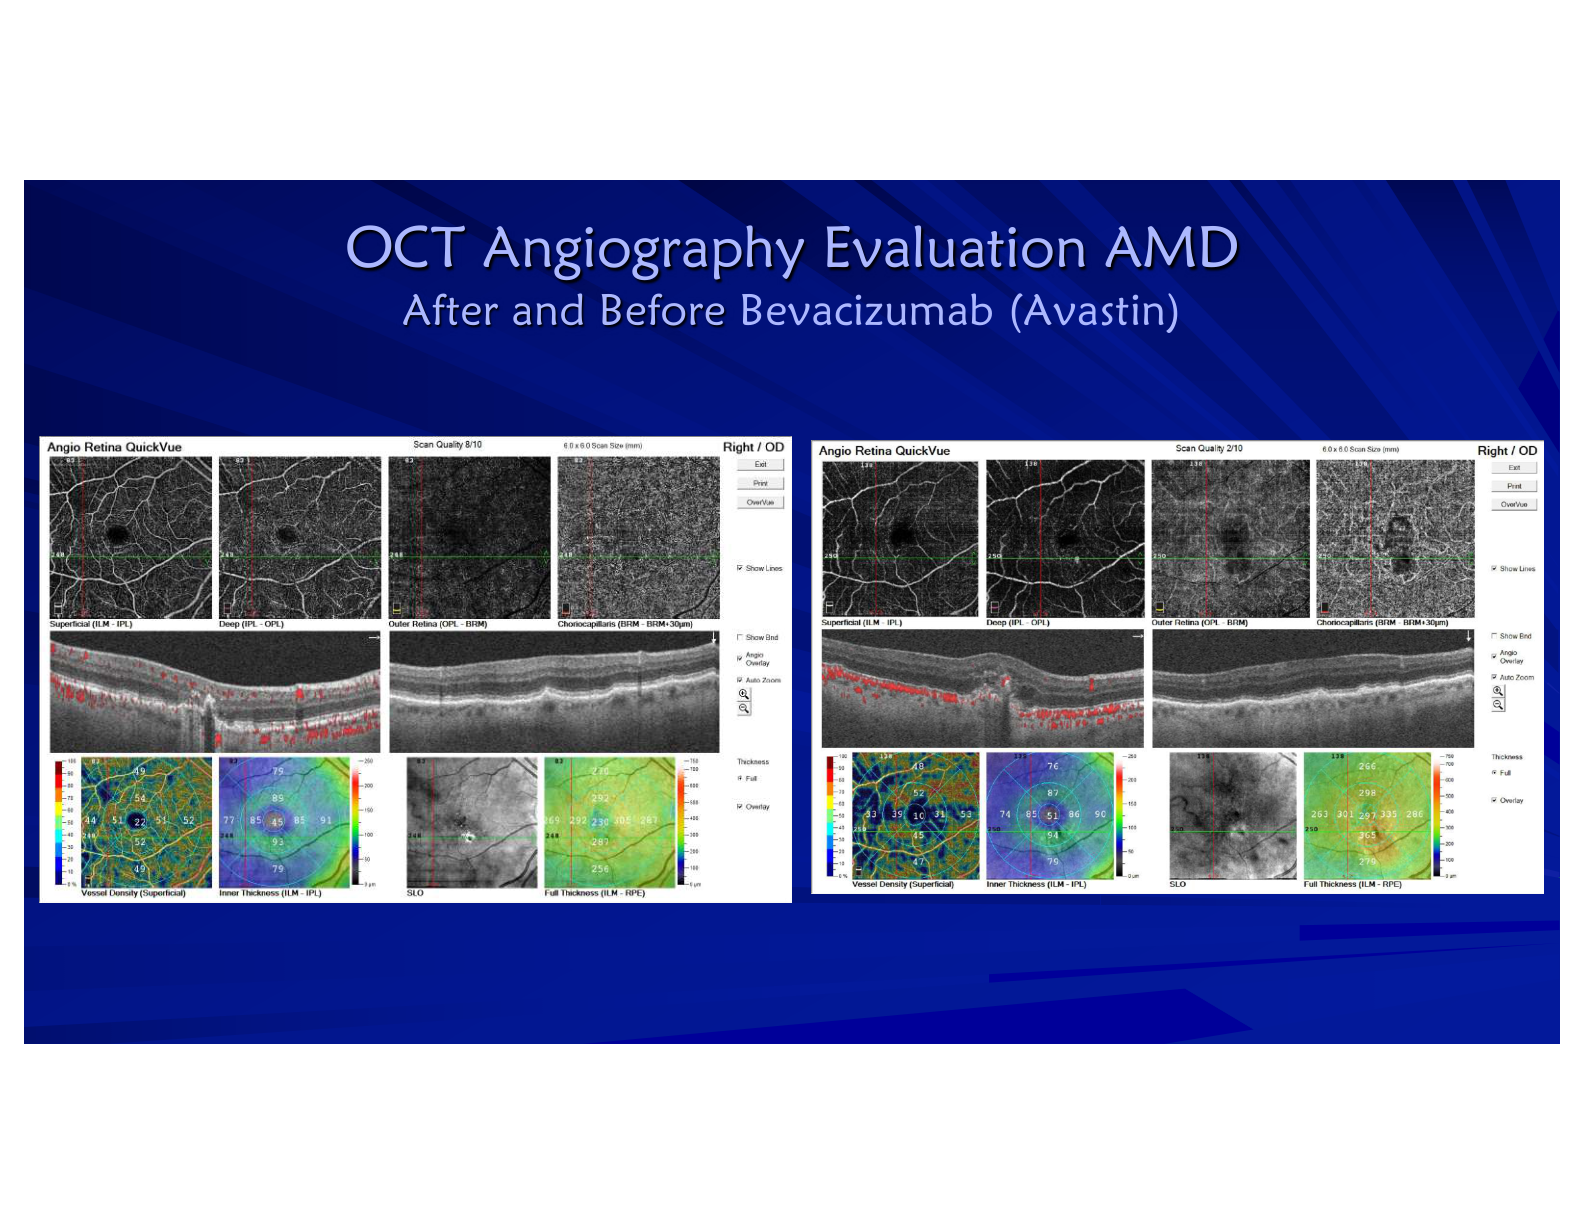 OCT Angiography Evaluation AMD
After and Before Bevacizumab (Avastin)
Angio Retina QuickVue
Scan Quality 8/10
6.0 x 6.0 Scan Size (mm)
Right / OD
Exit
Print
OverVue
Show Lines
Superficial (ILM - IPL)
Deep (IPL - OPL)
Outer Retina (OPL - BRM)
Choriocapillaris (BRM - BRM+30µm)
Show Bnd
Angio
Overlay
Auto Zoom
Thickness
Full
Overlay
49
54
44 51 22 51 52
52
49
Vessel Density (Superficial)
79
89
77 85 45 85 91
93
79
Inner Thickness (ILM - IPL)
SLO
292
269 292 230 305 287
287
256
Full Thickness (ILM - RPE)
Angio Retina QuickVue
Scan Quality 2/10
6.0 x 6.0 Scan Size (mm)
Right / OD
Exit
Print
OverVue
Show Lines
Superficial (ILM - IPL)
Deep (IPL - OPL)
Outer Retina (OPL - BRM)
Choriocapillaris (BRM - BRM+30µm)
Show Bnd
Angio
Overlay
Auto Zoom
Thickness
Full
Overlay
48
52
33 39 10 31 53
45
47
Vessel Density (Superficial)
76
87
74 85 51 86 90
94
79
Inner Thickness (ILM - IPL)
SLO
266
298
263 301 297 335 286
365
279
Full Thickness (ILM - RPE)